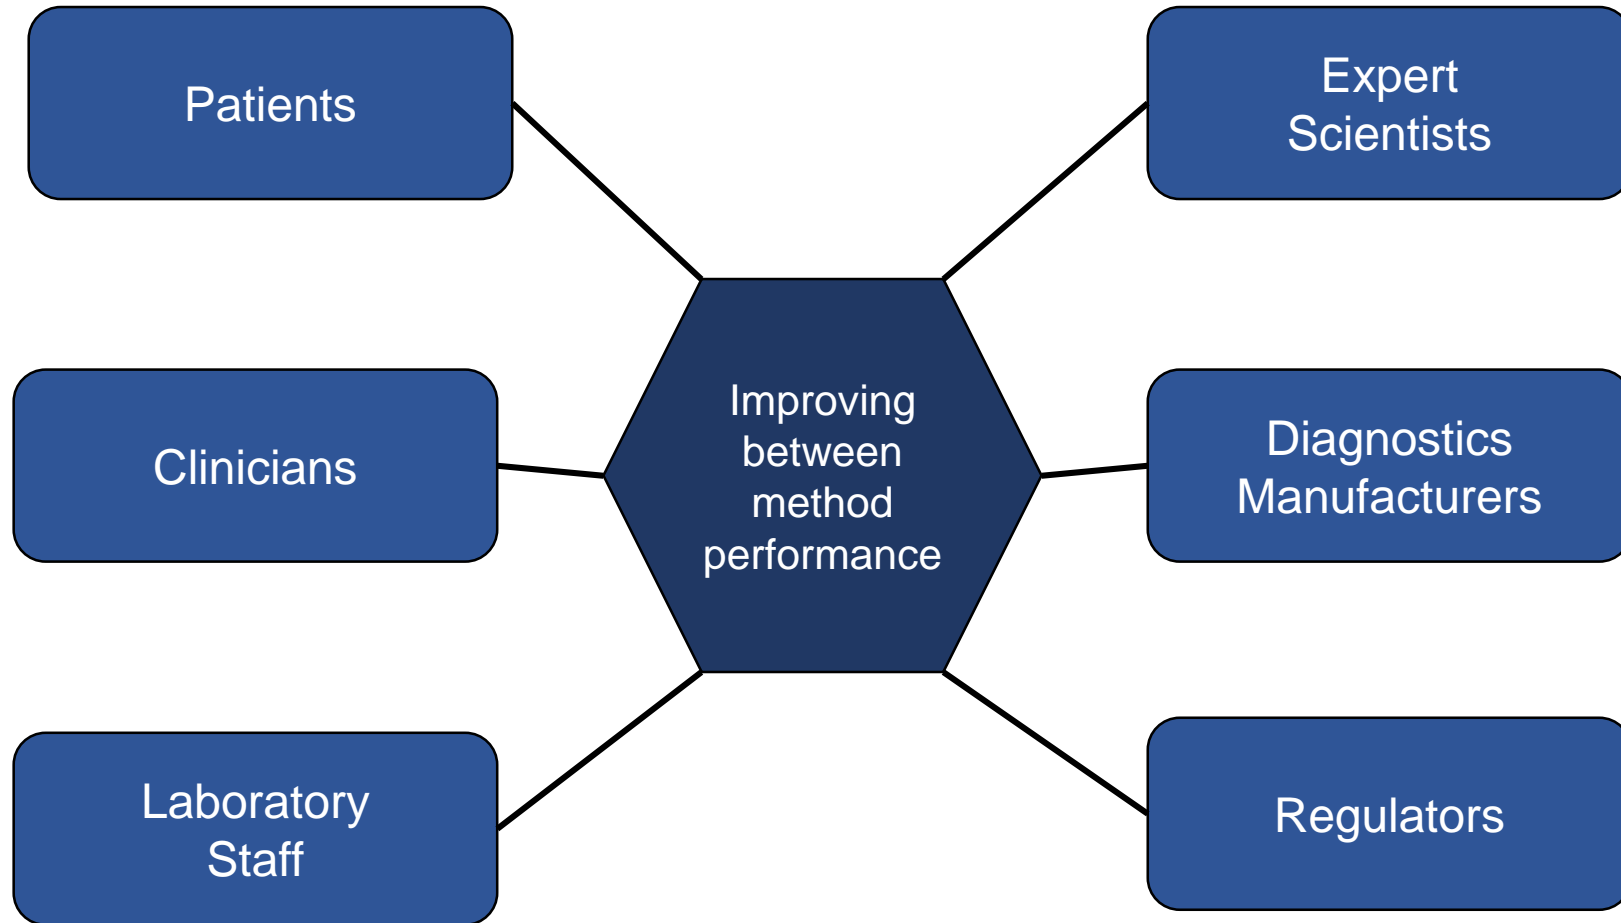 Patients
Expert
Scientists
Clinicians
Improving
between
method
performance
Diagnostics
Manufacturers
Laboratory
Staff
Regulators